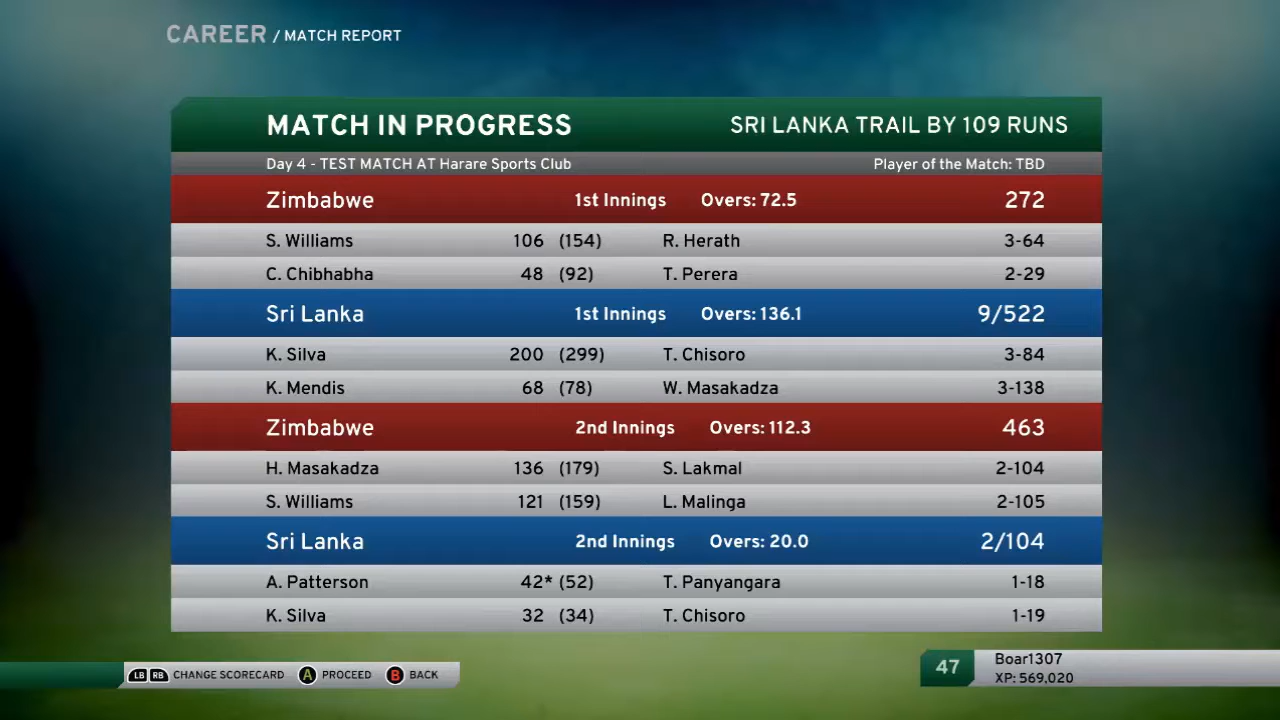 CAREER / MATCH REPORT
MATCH IN PROGRESS SRI LANKA TRAIL BY 109 RUNS
Day 4 - TEST MATCH AT Harare Sports Club Player of the Match: TBD
Zimbabwe 1st Innings Overs: 72.5 272
S. Williams 106 (154) R. Herath 3-64
C. Chibhabha 48 (92) T. Perera 2-29
Sri Lanka 1st Innings Overs: 136.1 9/522
K. Silva 200 (299) T. Chisoro 3-84
K. Mendis 68 (78) W. Masakadza 3-138
Zimbabwe 2nd Innings Overs: 112.3 463
H. Masakadza 136 (179) S. Lakmal 2-104
S. Williams 121 (159) L. Malinga 2-105
Sri Lanka 2nd Innings Overs: 20.0 2/104
A. Patterson 42* (52) T. Panyangara 1-18
K. Silva 32 (34) T. Chisoro 1-19
LB RB CHANGE SCORECARD A PROCEED B BACK
47 Boar1307
XP: 569,020